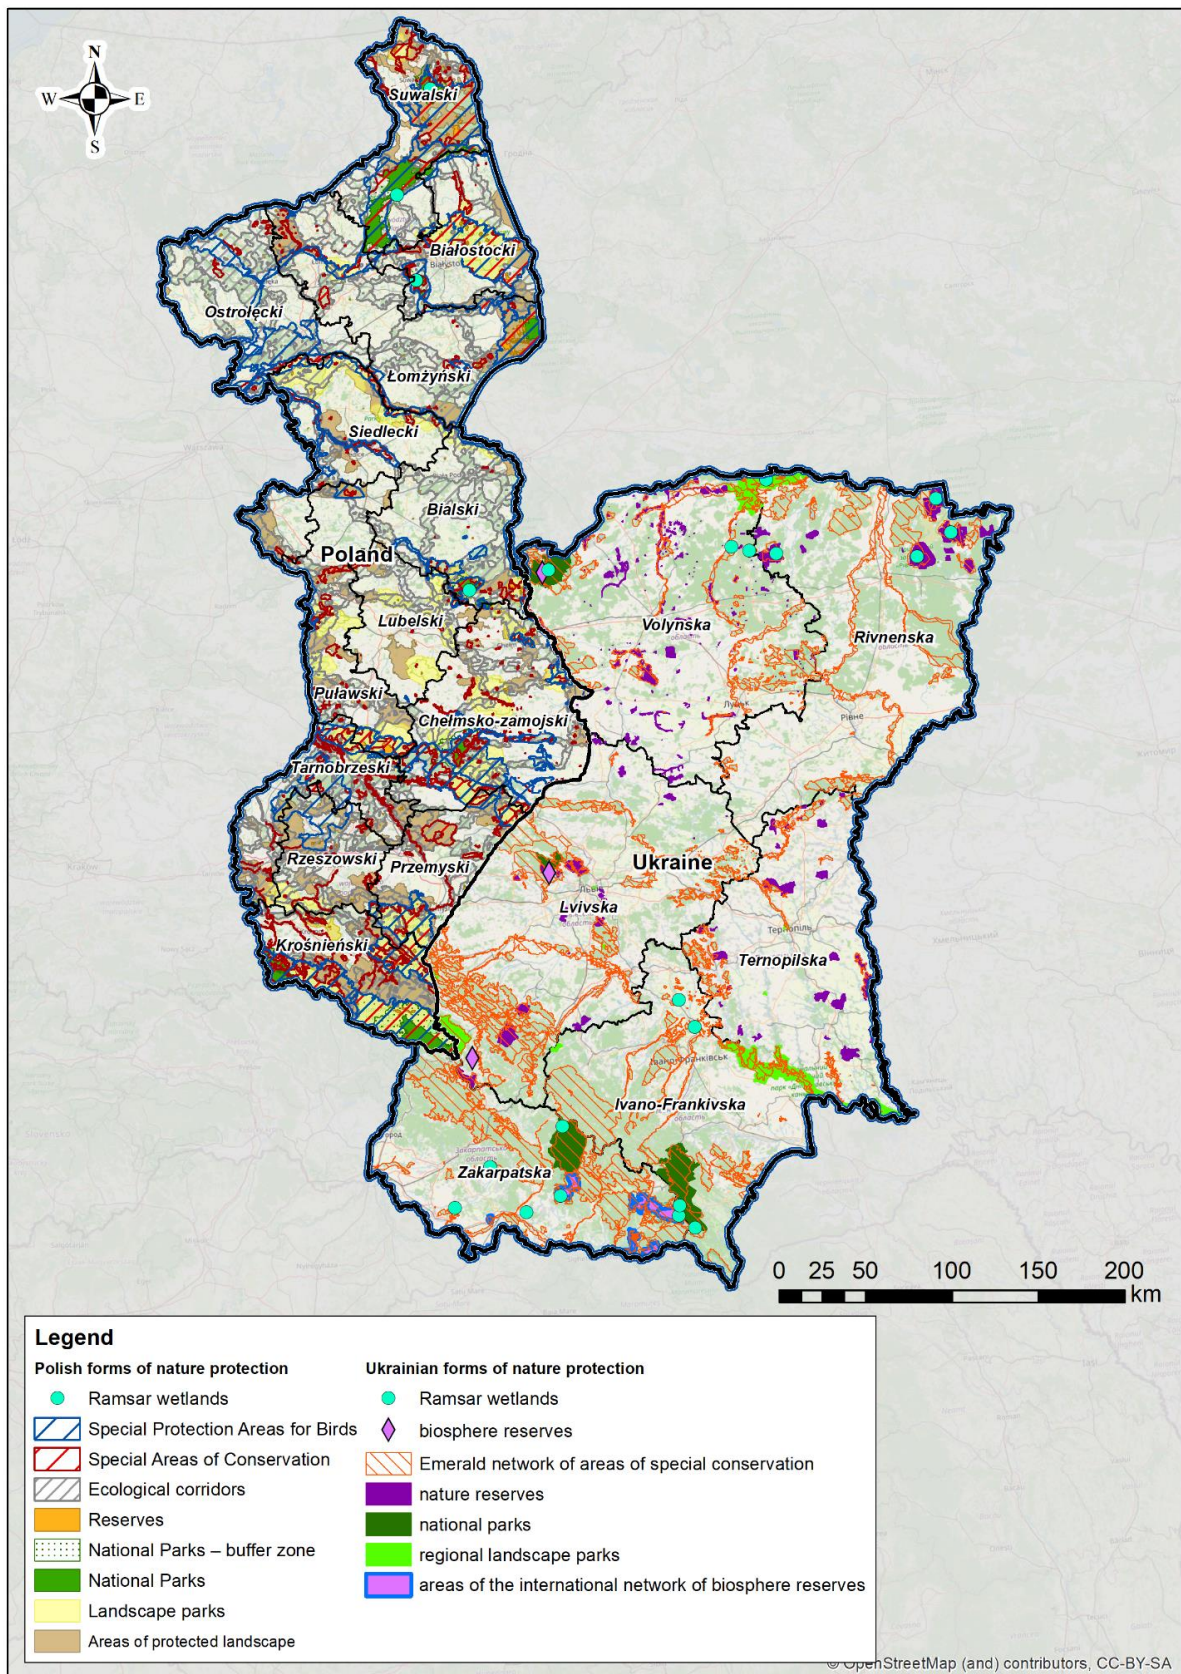 N
W E
S
Suwalski
Białostocki
Ostrołęcki
Łomżyński
Siedlecki
Bialski
Poland
Lubelski
Volynska
Rivnenska
Puławski
Chełmsko-zamojski
Луцьк
Рівне
Tarnobrzeski
Rzeszowski
Przemyski
Ukraine
Lvivska
область
Krośnieński
Тернопіль
Ternopilska
Ivano-Frankivska
область
Zakarpatska
0 25 50 100 150 200
km
Legend
Polish forms of nature protection
Ramsar wetlands
Special Protection Areas for Birds
Special Areas of Conservation
Ecological corridors
Reserves
National Parks – buffer zone
National Parks
Landscape parks
Areas of protected landscape
Ukrainian forms of nature protection
Ramsar wetlands
biosphere reserves
Emerald network of areas of special conservation
nature reserves
national parks
regional landscape parks
areas of the international network of biosphere reserves
© OpenStreetMap (and) contributors, CC-BY-SA